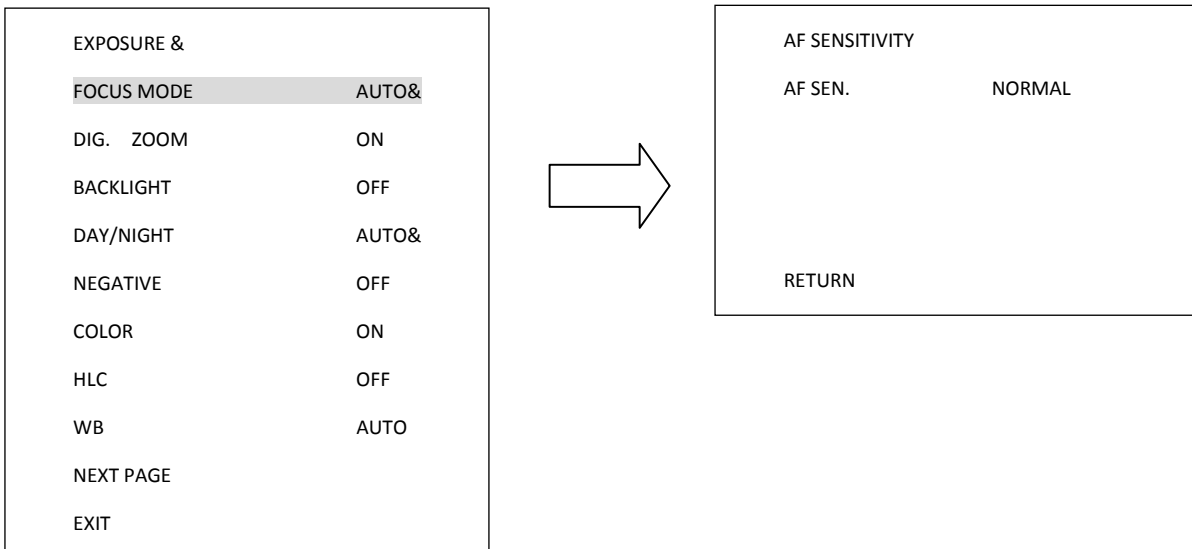 EXPOSURE &
FOCUS MODE AUTO&
DIG. ZOOM ON
BACKLIGHT OFF
DAY/NIGHT AUTO&
NEGATIVE OFF
COLOR ON
HLC OFF
WB AUTO
NEXT PAGE
EXIT
AF SENSITIVITY
AF SEN. NORMAL
RETURN